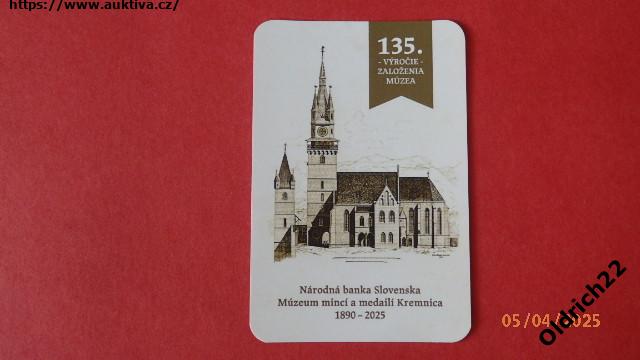 https://www.auktiva.cz/
135.
- VÝROČIE -
ZALOŽENIA
MÚZEA
Národná banka Slovenska
Múzeum mincí a medailí Kremnica
1890 – 2025
05/04/2025
Oldrich22